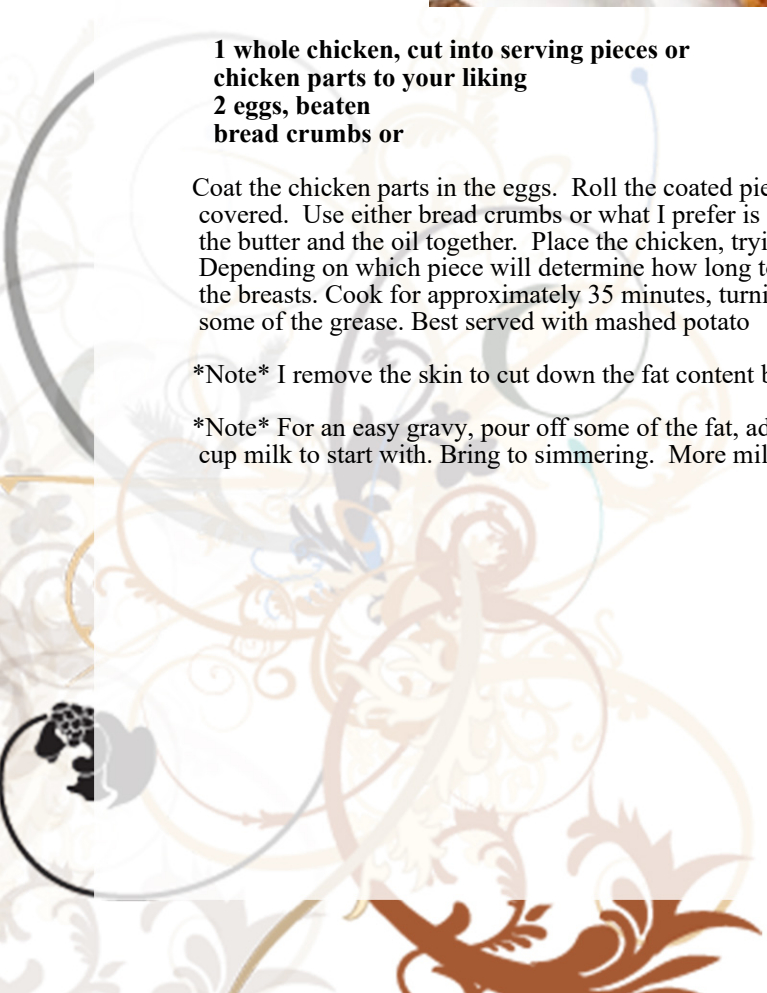 1 whole chicken, cut into serving pieces or
chicken parts to your liking
2 eggs, beaten
bread crumbs or
Coat the chicken parts in the eggs. Roll the coated pie
covered. Use either bread crumbs or what I prefer is
the butter and the oil together. Place the chicken, tryi
Depending on which piece will determine how long t
the breasts. Cook for approximately 35 minutes, turni
some of the grease. Best served with mashed potato
*Note* I remove the skin to cut down the fat content b
*Note* For an easy gravy, pour off some of the fat, ad
cup milk to start with. Bring to simmering. More mil